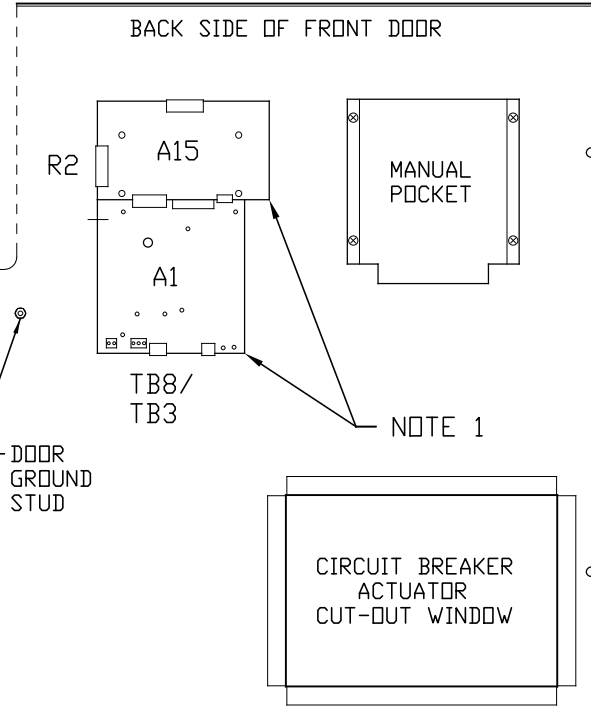 BACK SIDE OF FRONT DOOR
R2
A15
MANUAL
POCKET
A1
TB8/
TB3
NOTE 1
DOOR
GROUND
STUD
CIRCUIT BREAKER
ACTUATOR
CUT-OUT WINDOW